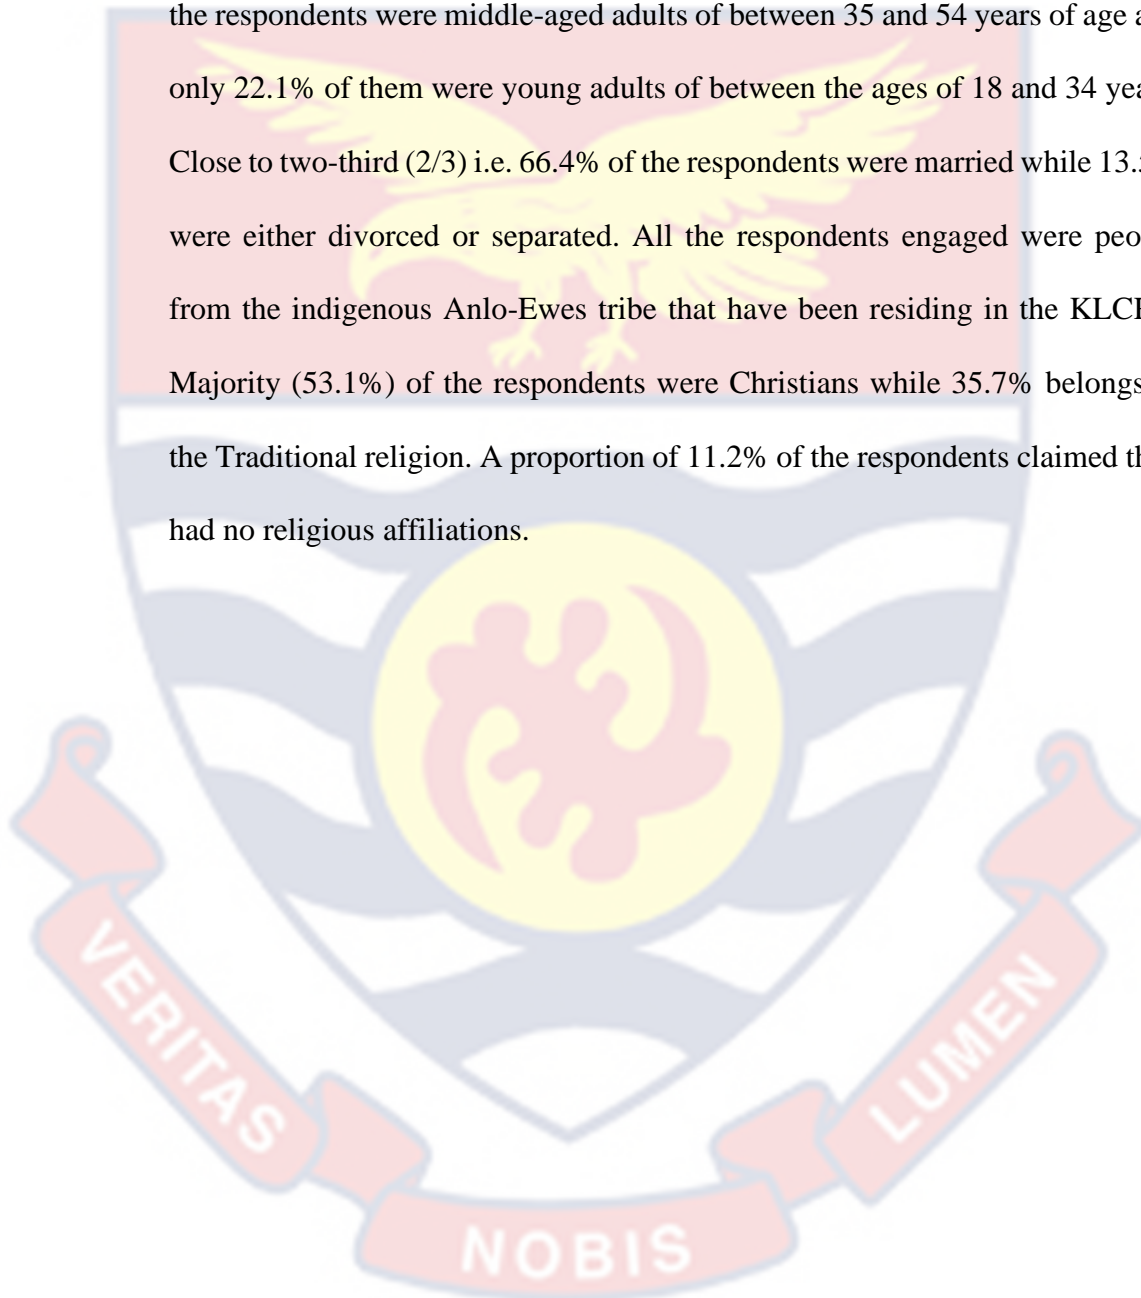 the respondents were middle-aged adults of between 35 and 54 years of age
only 22.1% of them were young adults of between the ages of 18 and 34
Close to two-third (2/3) i.e. 66.4% of the respondents were married while
were either divorced or separated. All the respondents engaged were
from the indigenous Anlo-Ewes tribe that have been residing in the
Majority (53.1%) of the respondents were Christians while 35.7% belongs
the Traditional religion. A proportion of 11.2% of the respondents claimed
had no religious affiliations.
VERITAS
NOBIS
LUMEN